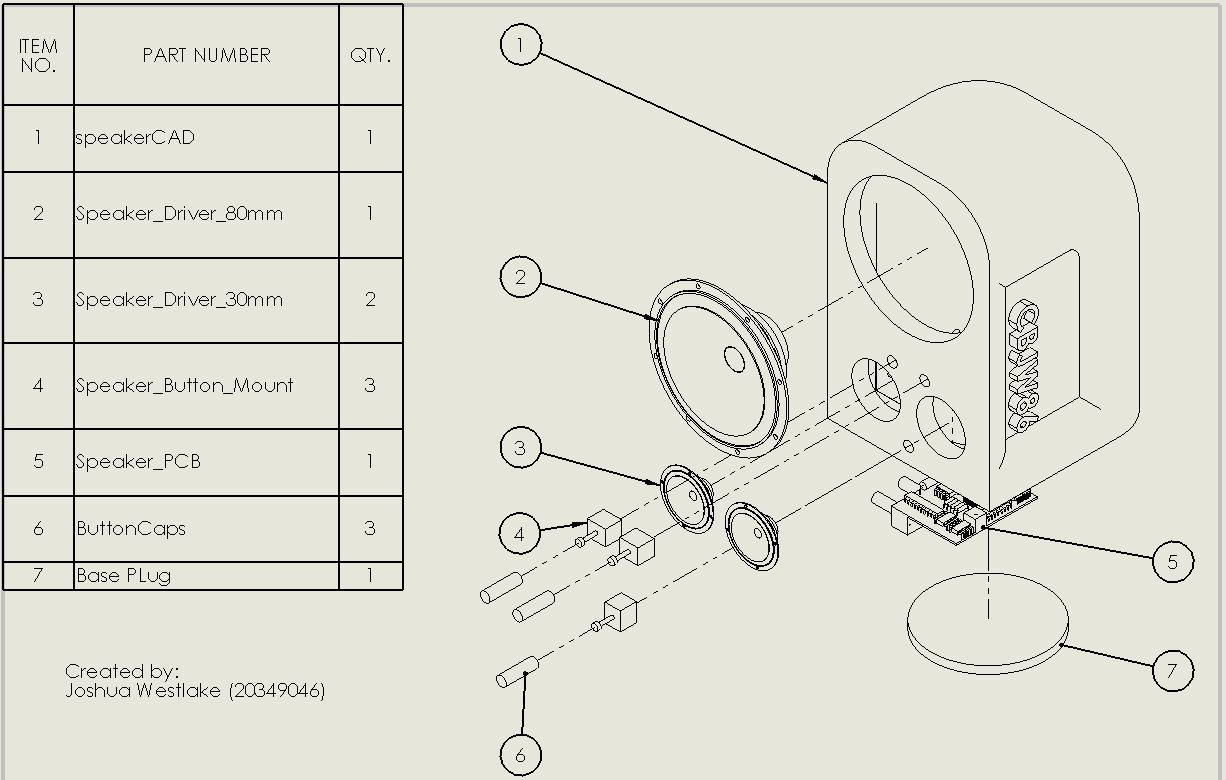 ITEM NO. PART NUMBER QTY.
1 speakerCAD 1
2 Speaker_Driver_80mm 1
3 Speaker_Driver_30mm 2
4 Speaker_Button_Mount 3
5 Speaker_PCB 1
6 ButtonCaps 3
7 Base PLug 1
Created by:
Joshua Westlake (20349046)
1
2
3
4
5
6
7